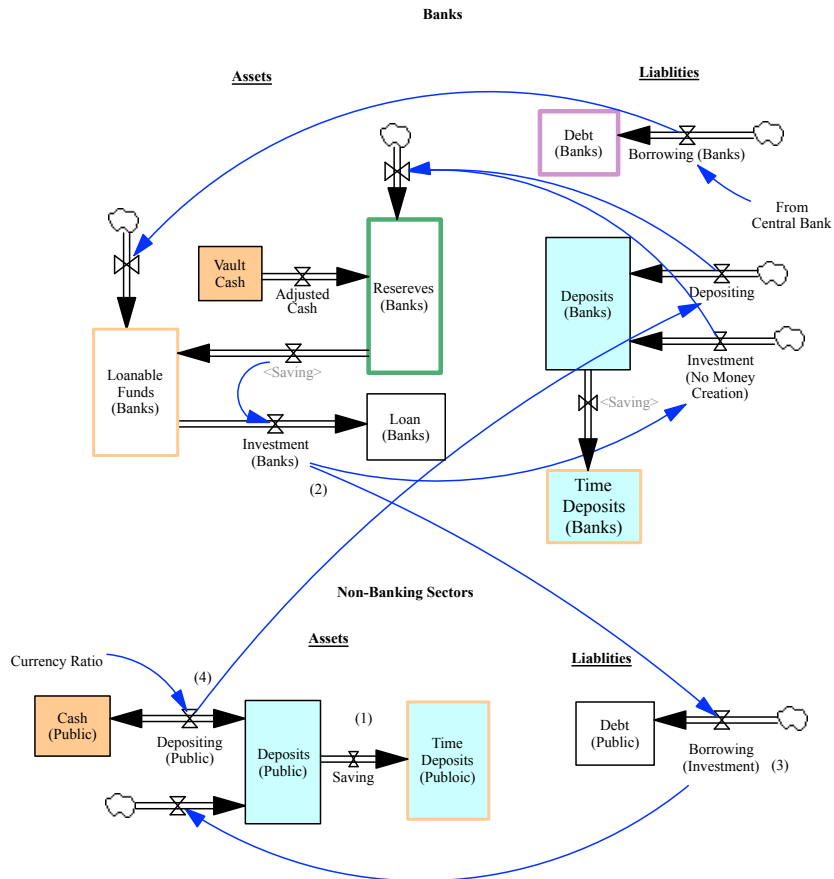 Banks
Assets
Liablities
Debt
(Banks)
Borrowing (Banks)
From
Central Bank
Vault
Cash
Adjusted
Cash
Resereves
(Banks)
Deposits
(Banks)
Depositing
Loanable
Funds
(Banks)
<Saving>
Investment
(No Money
Creation)
Loan
(Banks)
<Saving>
Investment
(Banks)
(2)
Time
Deposits
(Banks)
Non-Banking Sectors
Assets
Liablities
Currency Ratio
(4)
Cash
(Public)
Depositing
(Public)
Deposits
(Public)
(1)
Saving
Time
Deposits
(Publoic)
Debt
(Public)
Borrowing
(Investment)
(3)